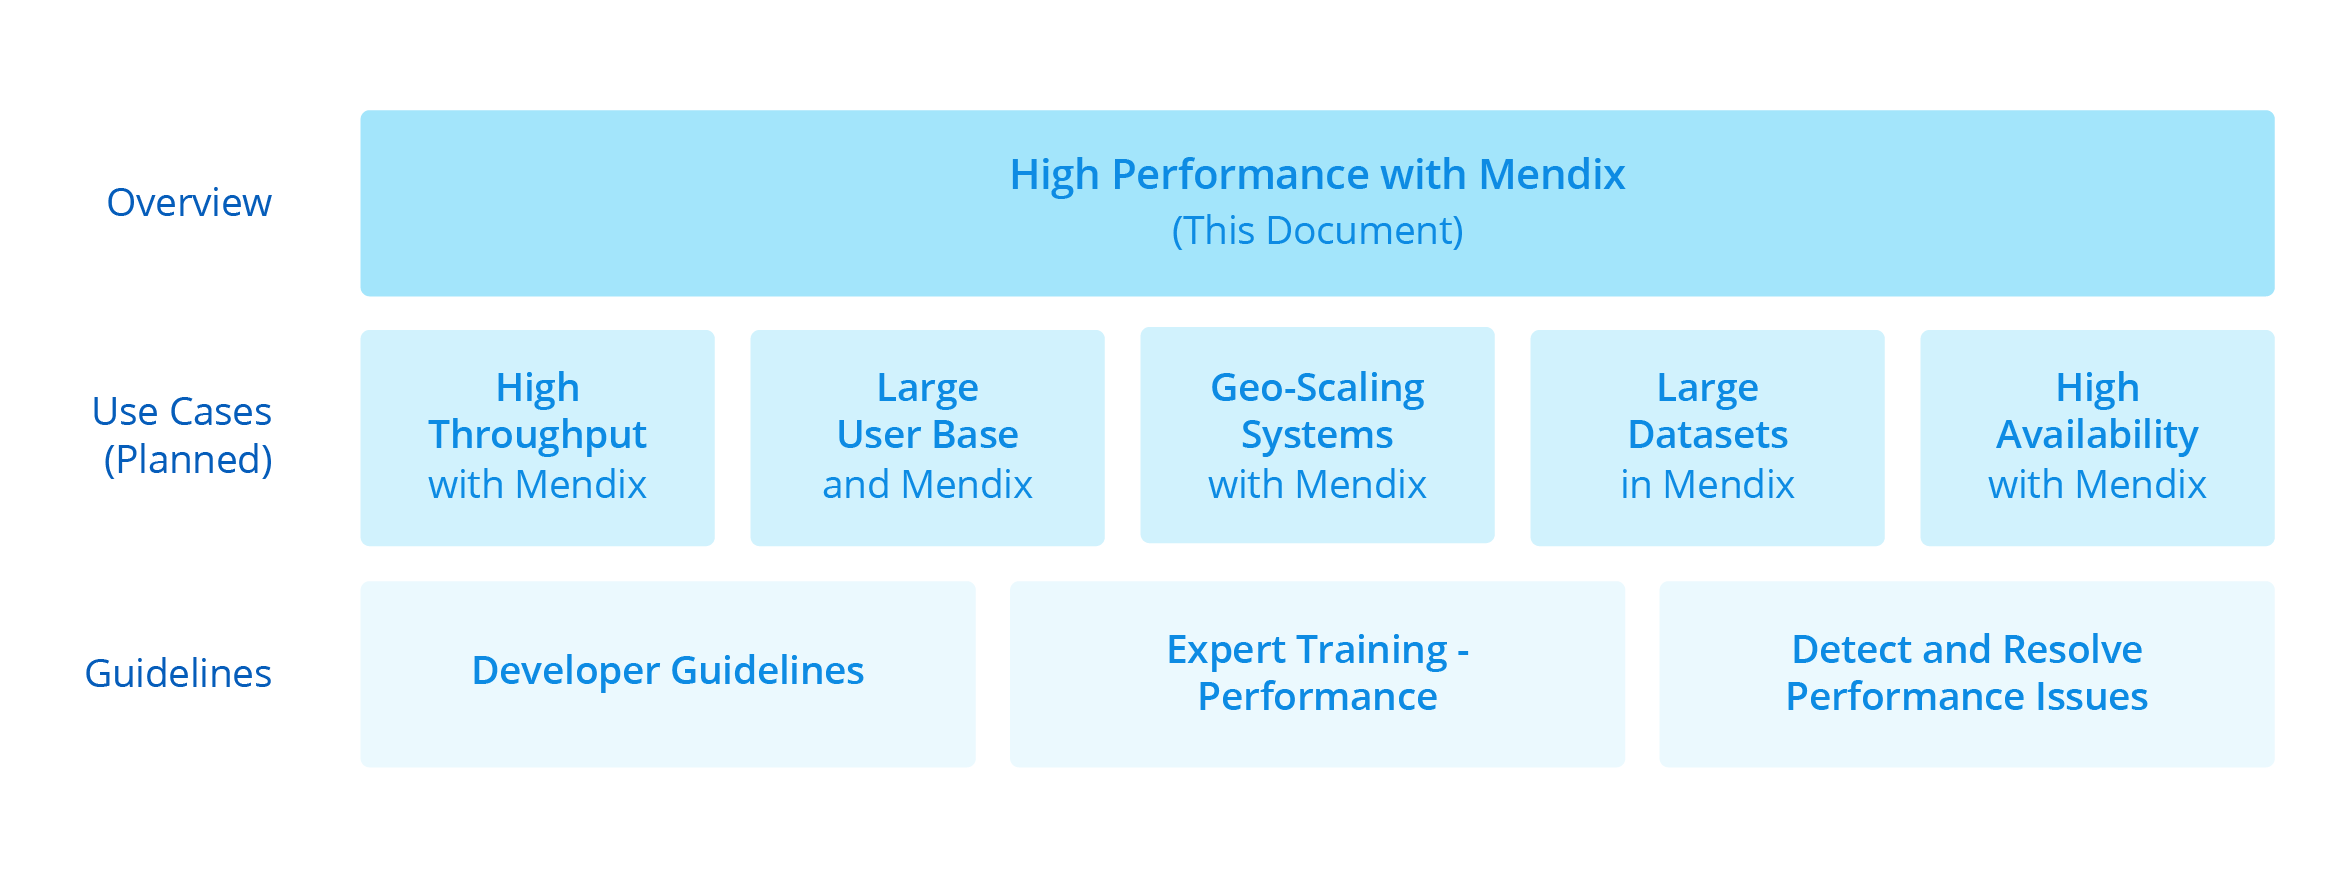 Overview
High Performance with Mendix
(This Document)
Use Cases
(Planned)
High
Throughput
with Mendix
Large
User Base
and Mendix
Geo-Scaling
Systems
with Mendix
Large
Datasets
in Mendix
High
Availability
with Mendix
Guidelines
Developer Guidelines
Expert Training -
Performance
Detect and Resolve
Performance Issues